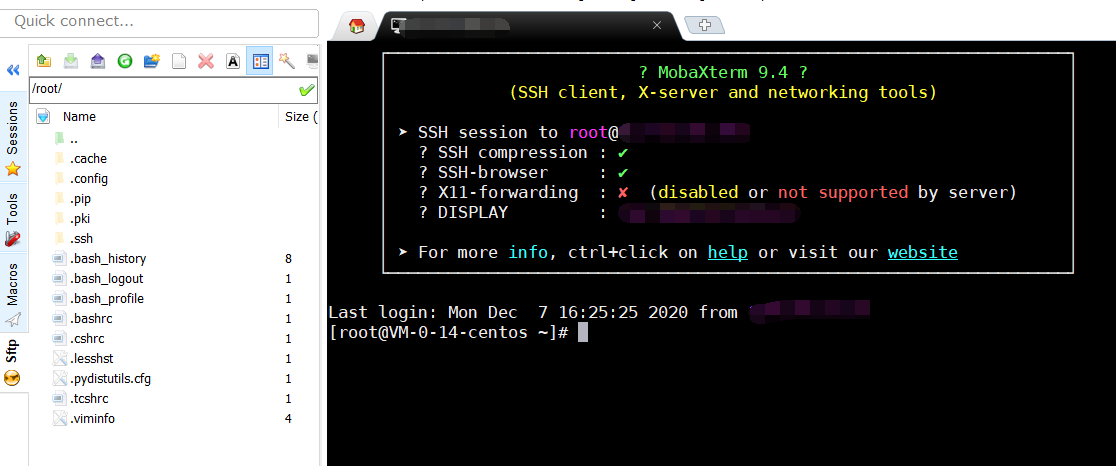 Quick connect...
/root/
Name Size (
..
.cache
.config
.pip
.pki
.ssh
.bash_history 8
.bash_logout 1
.bash_profile 1
.bashrc 1
.cshrc 1
.lesshst 1
.pydistutils.cfg 1
.tcshrc 1
.viminfo 4
Sessions
Tools
Macros
Sftp
? MobaXterm 9.4 ?
(SSH client, X-server and networking tools)
➤ SSH session to root@
? SSH compression : ✔
? SSH-browser : ✔
? X11-forwarding : ✘ (disabled or not supported by server)
? DISPLAY :
➤ For more info, ctrl+click on help or visit our website
Last login: Mon Dec  7 16:25:25 2020 from
[root@VM-0-14-centos ~]#